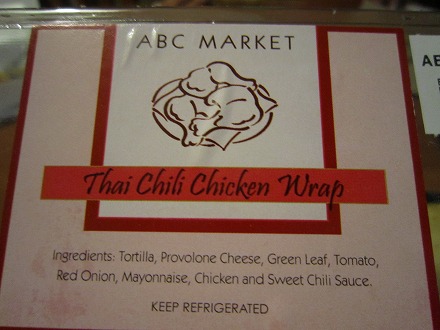 ABC MARKET
Thai Chili Chicken Wrap
Ingredients: Tortilla, Provolone Cheese, Green Leaf, Tomato,
Red Onion, Mayonnaise, Chicken and Sweet Chili Sauce.
KEEP REFRIGERATED